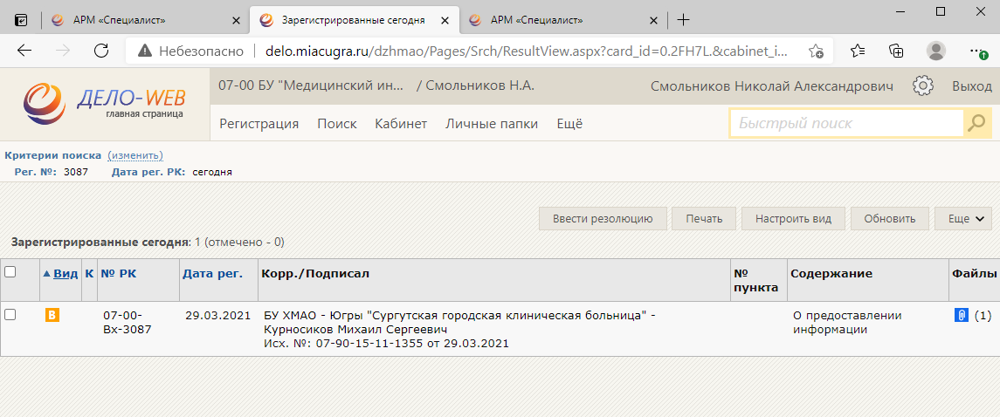 АРМ «Специалист»
Зарегистрированные сегодня
АРМ «Специалист»
Небезопасно
delo.miacugra.ru/dzhmao/Pages/Srch/ResultView.aspx?card_id=0.2FH7L.&cabinet_i...
ДЕЛО-WEB
главная страница
07-00 БУ "Медицинский ин... / Смольников Н.А.
Смольников Николай Александрович
Выход
Регистрация Поиск Кабинет Личные папки Ещё
Быстрый поиск
Критерии поиска (изменить)
Рег. №: 3087 Дата рег. РК: сегодня
Ввести резолюцию Печать Настроить вид Обновить Еще
Зарегистрированные сегодня: 1 (отмечено - 0)
Вид К № РК Дата рег. Корр./Подписал № пункта Содержание Файлы
В
07-00-
Вх-3087
29.03.2021
БУ ХМАО - Югры "Сургутская городская клиническая больница" -
Курносиков Михаил Сергеевич
Исх. №: 07-90-15-11-1355 от 29.03.2021
О предоставлении
информации
(1)